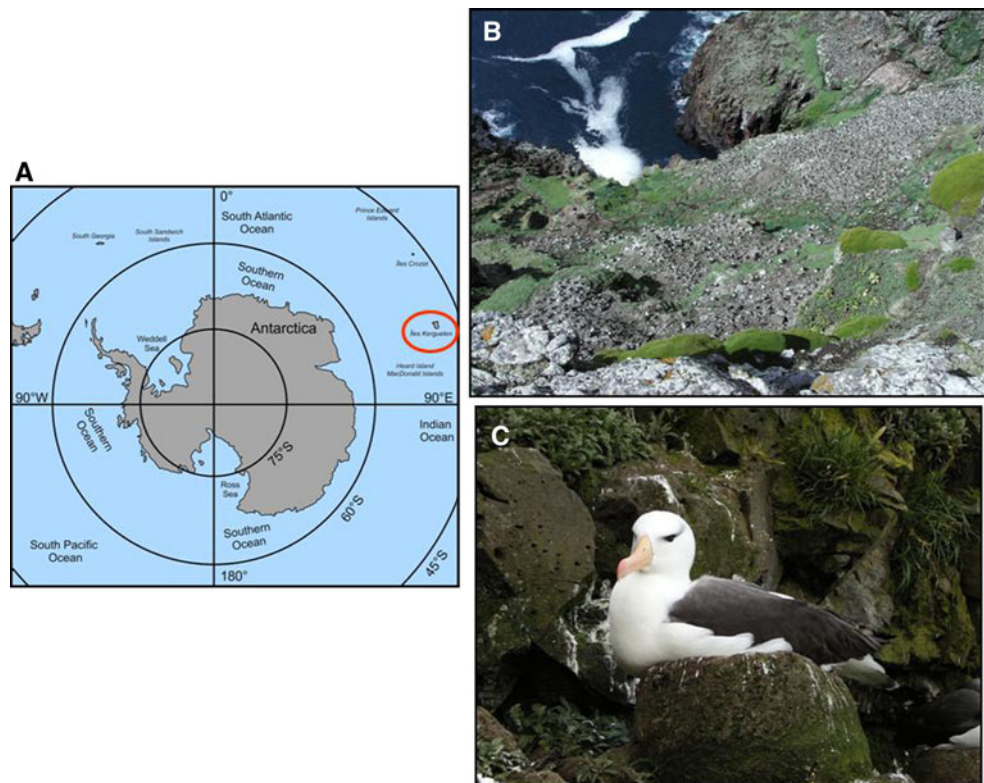 A
0°
South Atlantic
Ocean
Prince Edward
Islands
South Georgia
South Sandwich
Islands
Îles Crozet
Southern
Ocean
Antarctica
Îles Kerguelen
Weddell
Sea
Heard Island
MacDonald Islands
90°W
90°E
Southern
Ocean
Indian
Ocean
75°S
Ross
Sea
60°S
Southern
Ocean
South Pacific
Ocean
180°
45°S
B
C